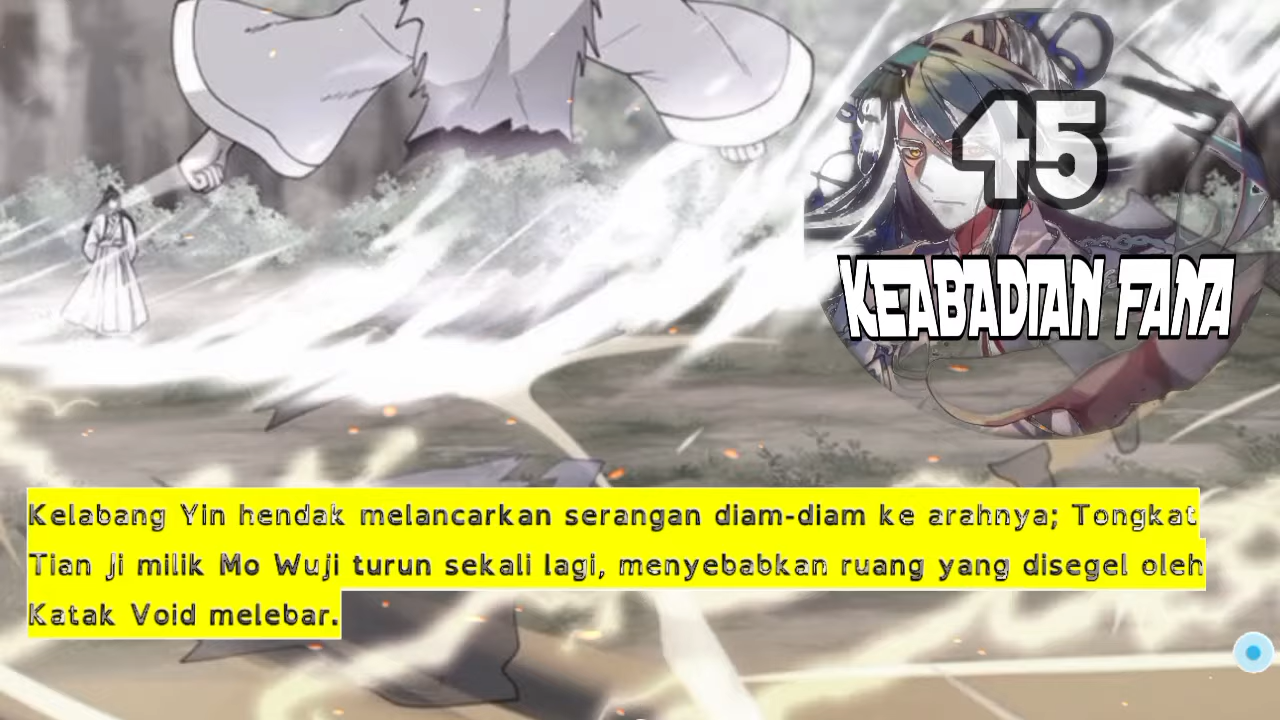 45
KEABADIAN FANA
Kelabang Yin hendak melancarkan serangan diam-diam ke arahnya; Tongkat
Tian Ji milik Mo Wuji turun sekali lagi, menyebabkan ruang yang disegel oleh
Katak Void melebar.